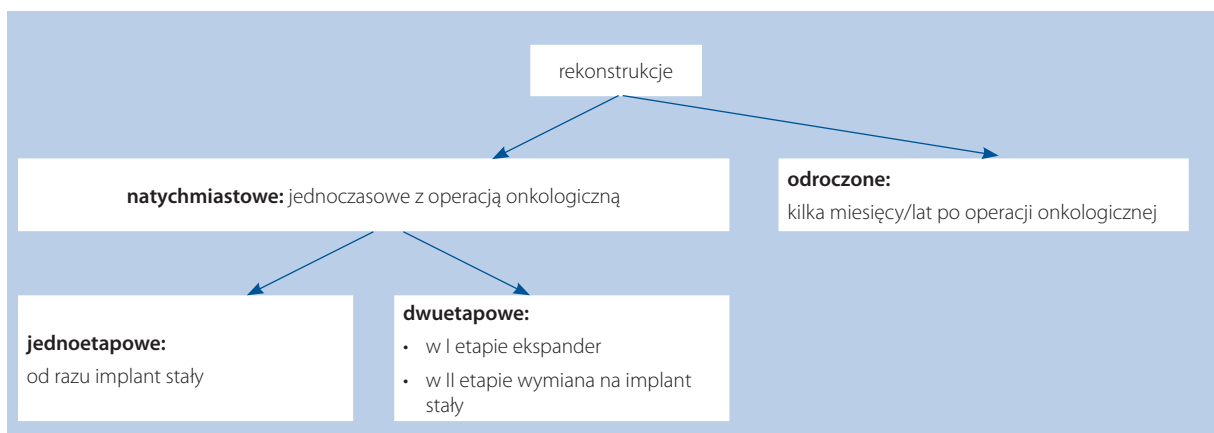 rekonstrukcje
natychmiastowe: jednoczasowe z operacją onkologiczną
odroczone:
kilka miesięcy/lat po operacji onkologicznej
jednoetapowe:
od razu implant stały
dwuetapowe:
• w I etapie ekspander
• w II etapie wymiana na implant
stały